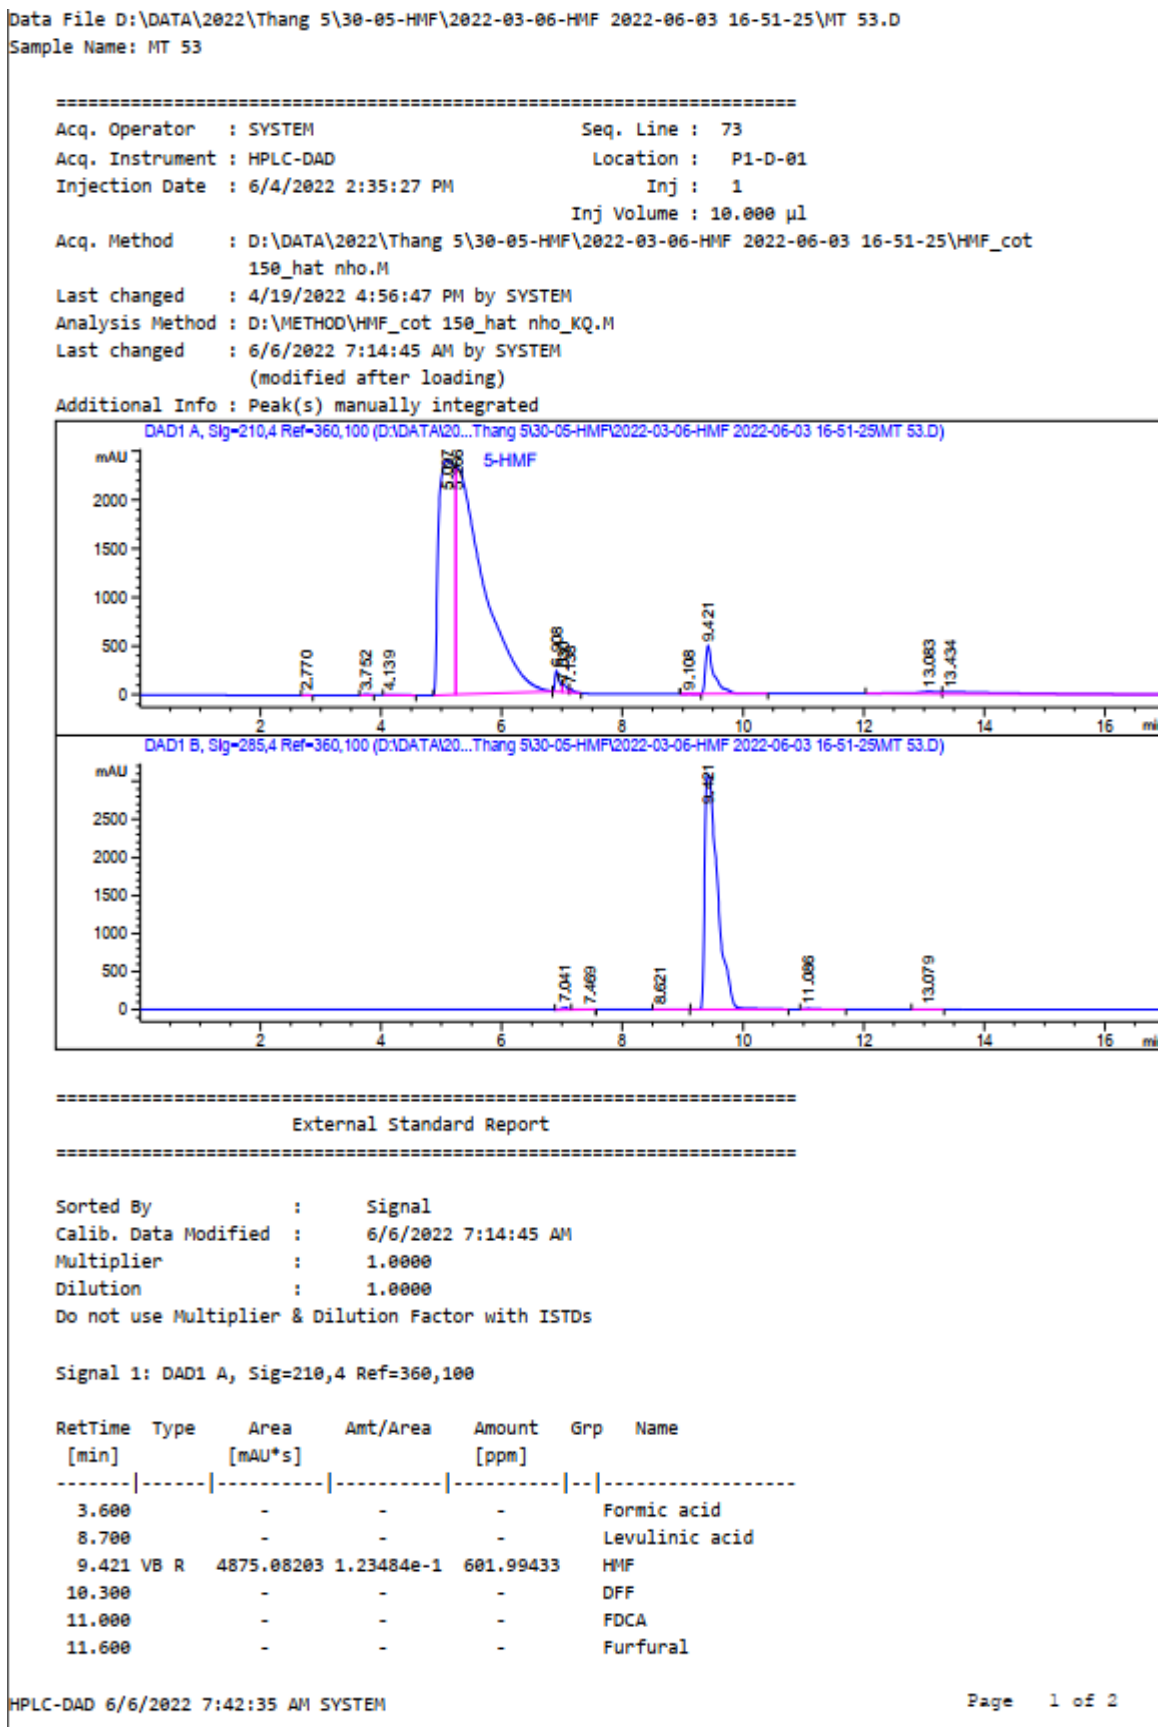 Data File D:\DATA\2022\Thang 5\30-05-HMF\2022-03-06-HMF 2022-06-03 16-51-25\MT 53.D
Sample Name: MT 53
=====================================================================
Acq. Operator : SYSTEM Seq. Line : 73
Acq. Instrument : HPLC-DAD Location : P1-D-01
Injection Date : 6/4/2022 2:35:27 PM Inj : 1
Inj Volume : 10.000 µl
Acq. Method : D:\DATA\2022\Thang 5\30-05-HMF\2022-03-06-HMF 2022-06-03 16-51-25\HMF_cot
150_hat nho.M
Last changed : 4/19/2022 4:56:47 PM by SYSTEM
Analysis Method : D:\METHOD\HMF_cot 150_hat nho_KQ.M
Last changed : 6/6/2022 7:14:45 AM by SYSTEM
(modified after loading)
Additional Info : Peak(s) manually integrated
DAD1 A, Sig=210,4 Ref=360,100 (D:\DATA\20...Thang 5\30-05-HMF\2022-03-06-HMF 2022-06-03 16-51-25\MT 53.D)
mAU
5-HMF
2000
1500
1000
500
0
2.770
3.752
4.139
6.908
7.138
9.108
9.421
13.083
13.434
2 4 6 8 10 12 14 16
DAD1 B, Sig=285,4 Ref=360,100 (D:\DATA\20...Thang 5\30-05-HMF\2022-03-06-HMF 2022-06-03 16-51-25\MT 53.D)
mAU
2500
2000
1500
1000
500
0
7.041
7.469
8.621
9.421
11.086
13.079
2 4 6 8 10 12 14 16
=====================================================================
External Standard Report
=====================================================================
Sorted By : Signal
Calib. Data Modified : 6/6/2022 7:14:45 AM
Multiplier : 1.0000
Dilution : 1.0000
Do not use Multiplier & Dilution Factor with ISTDs
Signal 1: DAD1 A, Sig=210,4 Ref=360,100
RetTime Type Area Amt/Area Amount Grp Name
[min] [mAU*s] [ppm]
-------|------|----------|----------|----------|--|------------------
3.600 - - - Formic acid
8.700 - - - Levulinic acid
9.421 VB R 4875.08203 1.23484e-1 601.99433 HMF
10.300 - - - DFF
11.000 - - - FDCA
11.600 - - - Furfural
HPLC-DAD 6/6/2022 7:42:35 AM SYSTEM Page 1 of 2